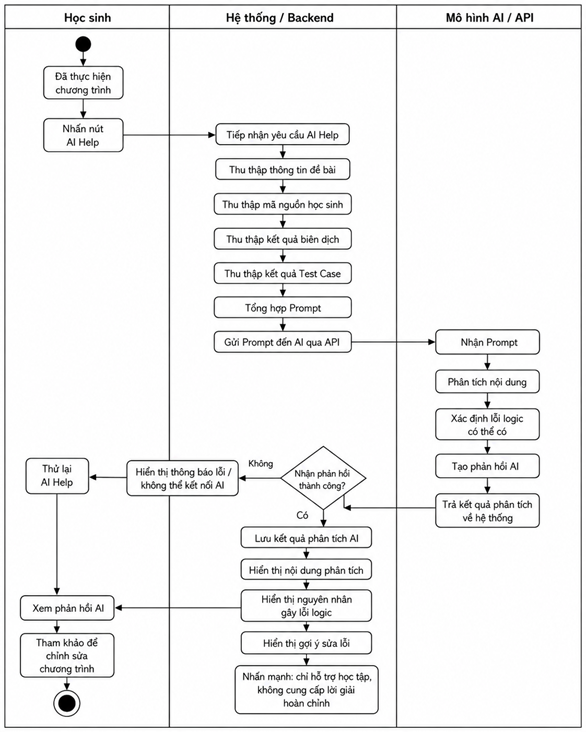 Học sinh
Hệ thống / Backend
Mô hình AI / API
Đã thực hiện
chương trình
Nhấn nút
AI Help
Tiếp nhận yêu cầu AI Help
Thu thập thông tin đề bài
Thu thập mã nguồn học sinh
Thu thập kết quả biên dịch
Thu thập kết quả Test Case
Tổng hợp Prompt
Gửi Prompt đến AI qua API
Nhận Prompt
Phân tích nội dung
Xác định lỗi logic
có thể có
Tạo phản hồi AI
Trả kết quả phân tích
về hệ thống
Nhận phản hồi
thành công?
Không
Hiển thị thông báo lỗi /
không thể kết nối AI
Thử lại
AI Help
Có
Lưu kết quả phân tích AI
Hiển thị nội dung phân tích
Hiển thị nguyên nhân
gây lỗi logic
Xem phản hồi AI
Hiển thị gợi ý sửa lỗi
Tham khảo để
chỉnh sửa
chương trình
Nhấn mạnh: chỉ hỗ trợ học tập,
không cung cấp lời giải
hoàn chỉnh